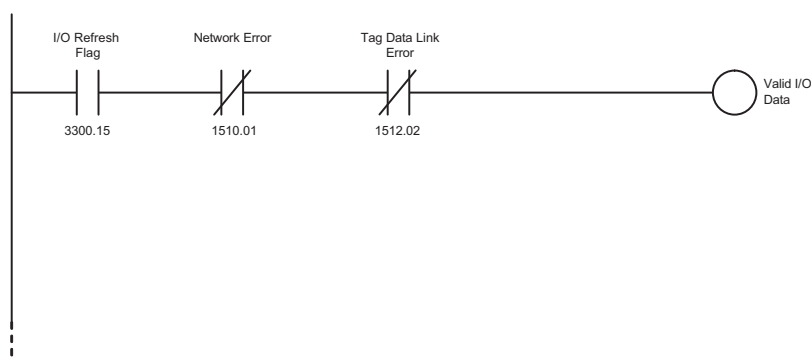 I/O Refresh
Flag
Network Error
Tag Data Link
Error
Valid I/O
Data
3300.15
1510.01
1512.02